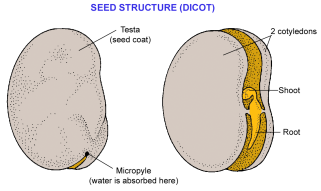 SEED STRUCTURE (DICOT)
Testa
(seed coat)
2 cotyledons
Shoot
Root
Micropyle
(water is absorbed here)